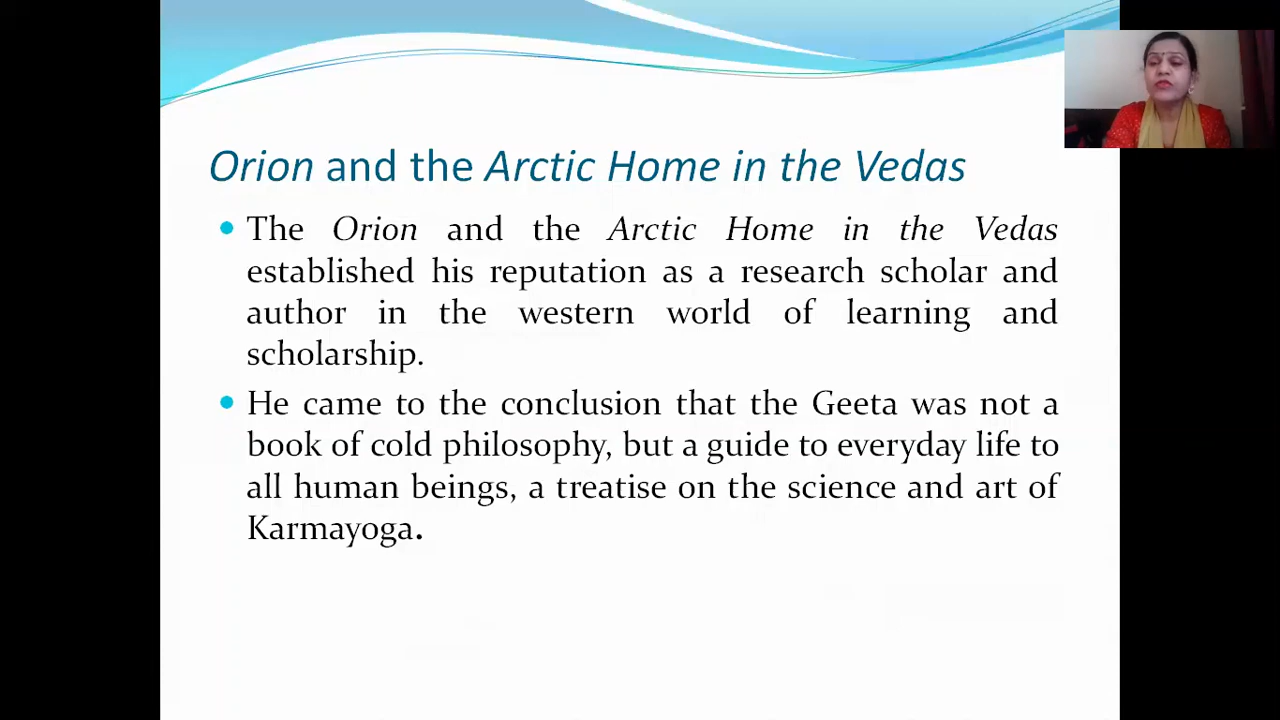 Orion and the Arctic Home in the Vedas
The Orion and the Arctic Home in the Vedas
established his reputation as a research scholar and
author in the western world of learning and
scholarship.
He came to the conclusion that the Geeta was not a
book of cold philosophy, but a guide to everyday life to
all human beings, a treatise on the science and art of
Karmayoga.